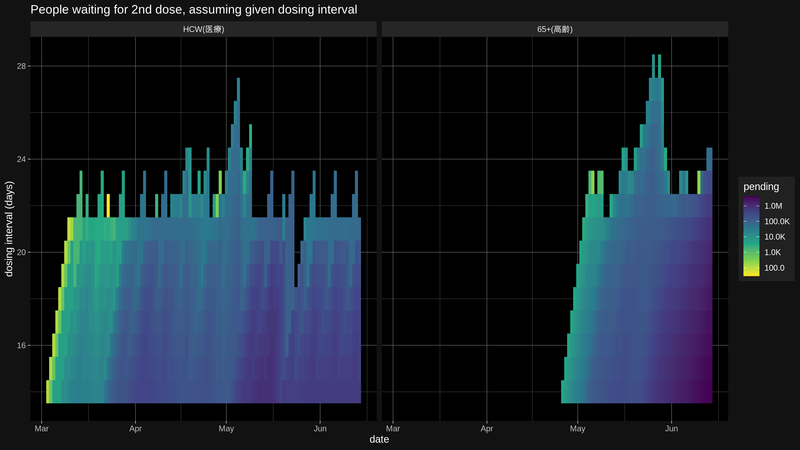 People waiting for 2nd dose, assuming given dosing interval
HCW(医療)
65+(高齢)
28
24
20
16
dosing interval (days)
Mar
Apr
May
Jun
Mar
Apr
May
Jun
date
pending
1.0M
100.0K
10.0K
1.0K
100.0